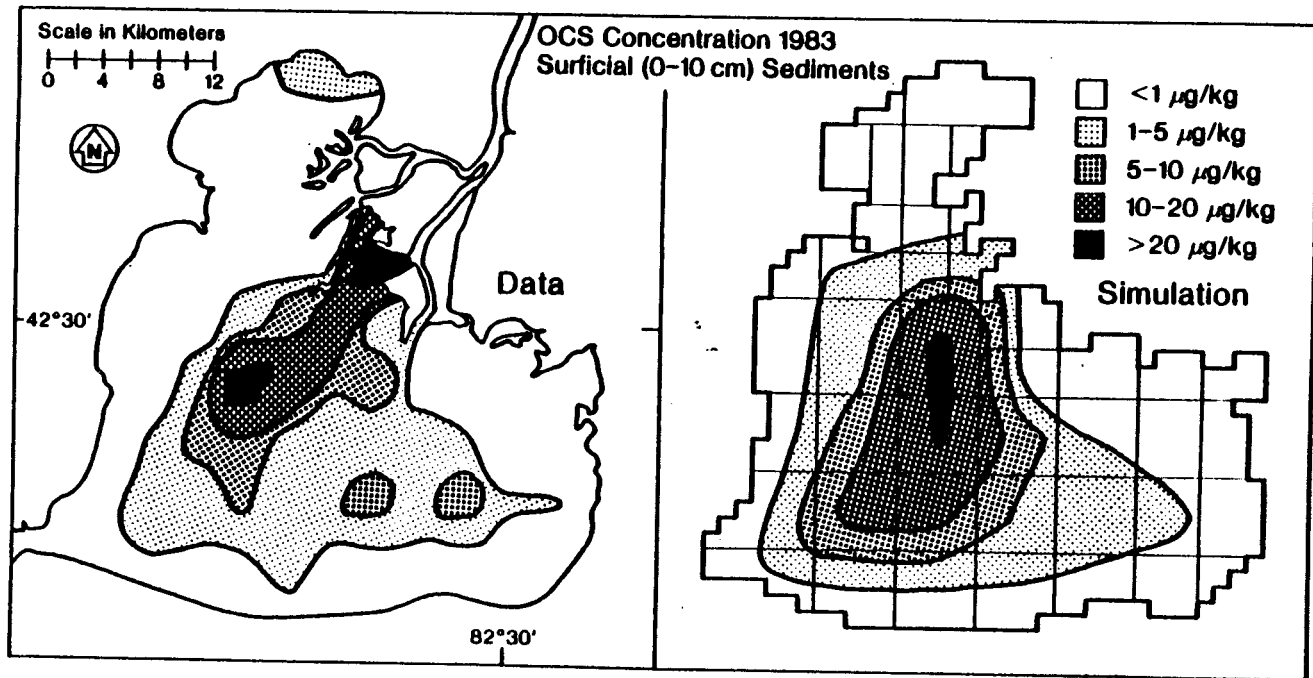 Scale in Kilometers
0 4 8 12
N
OCS Concentration 1983
Surficial (0-10 cm) Sediments
<1 µg/kg
1-5 µg/kg
5-10 µg/kg
10-20 µg/kg
>20 µg/kg
Data
Simulation
42°30'
82°30'